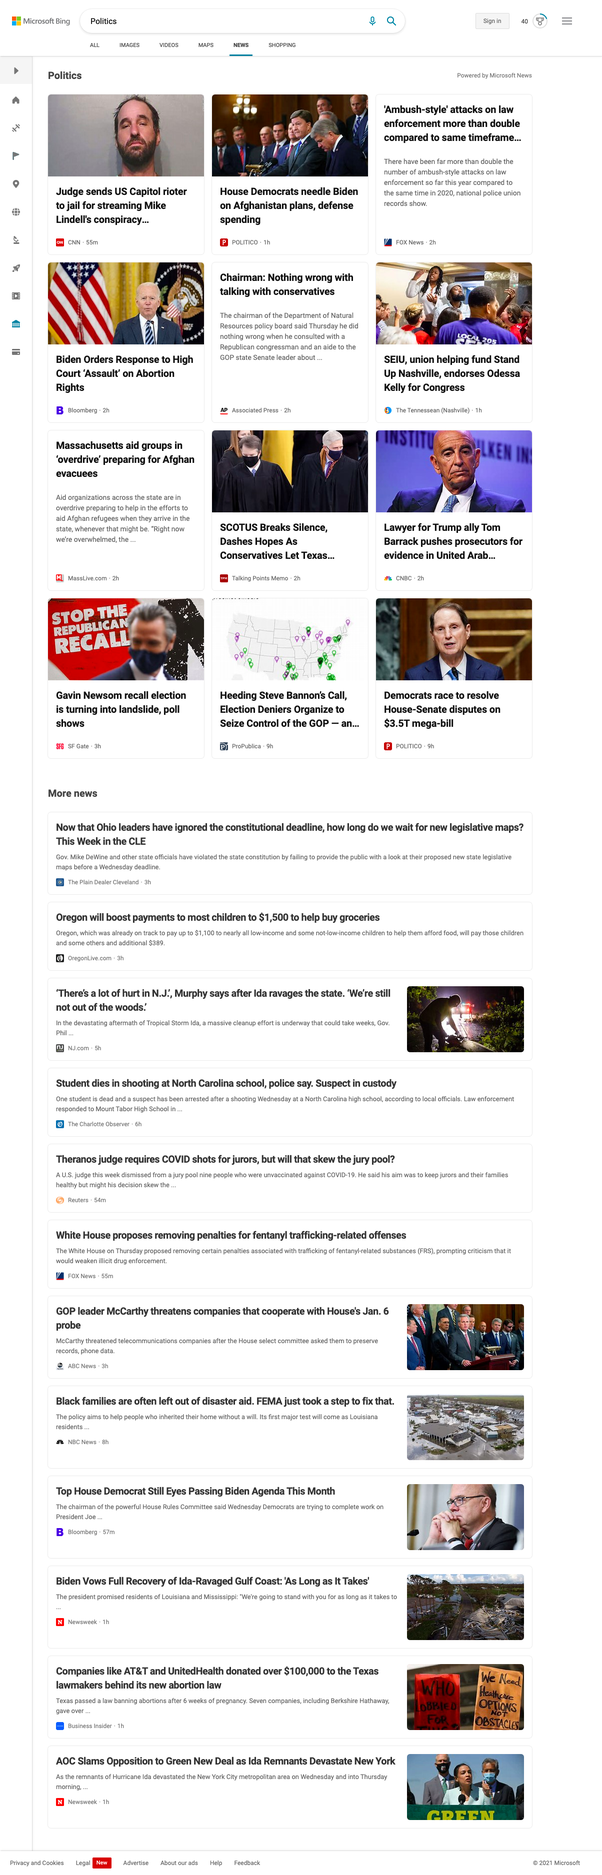 Microsoft Bing
Politics
Sign in
40
ALL IMAGES VIDEOS MAPS NEWS SHOPPING
Politics
Powered by Microsoft News
Judge sends US Capitol rioter
to jail for streaming Mike
Lindell's conspiracy...
CNN · 55m
House Democrats needle Biden
on Afghanistan plans, defense
spending
POLITICO · 1h
'Ambush-style' attacks on law
enforcement more than double
compared to same timeframe...
There have been far more than double the
number of ambush-style attacks on law
enforcement so far this year compared to
the same time in 2020, national police union
records show.
FOX News · 2h
Biden Orders Response to High
Court ‘Assault’ on Abortion
Rights
Bloomberg · 2h
Chairman: Nothing wrong with
talking with conservatives
The chairman of the Department of Natural
Resources policy board said Thursday he did
nothing wrong when he consulted with a
Republican congressman and an aide to the
GOP state Senate leader about ...
AP
Associated Press · 2h
LOCAL 205
SEIU, union helping fund Stand
Up Nashville, endorses Odessa
Kelly for Congress
The Tennessean (Nashville) · 1h
Massachusetts aid groups in
‘overdrive’ preparing for Afghan
evacuees
Aid organizations across the state are in
overdrive preparing to help in the efforts to
aid Afghan refugees when they arrive in the
state, whenever that might be. "Right now
we're overwhelmed, the ...
MassLive.com · 2h
SCOTUS Breaks Silence,
Dashes Hopes As
Conservatives Let Texas...
Talking Points Memo · 2h
INSTITU
ILKEN INS
Lawyer for Trump ally Tom
Barrack pushes prosecutors for
evidence in United Arab...
CNBC · 2h
STOP THE
REPUBLICAN
RECALL
Gavin Newsom recall election
is turning into landslide, poll
shows
SF Gate · 3h
Heeding Steve Bannon’s Call,
Election Deniers Organize to
Seize Control of the GOP — an...
ProPublica · 9h
Democrats race to resolve
House-Senate disputes on
$3.5T mega-bill
POLITICO · 9h
More news
Now that Ohio leaders have ignored the constitutional deadline, how long do we wait for new legislative maps?
This Week in the CLE
Gov. Mike DeWine and other state officials have violated the state constitution by failing to provide the public with a look at their proposed new state legislative
maps before a Wednesday deadline.
The Plain Dealer Cleveland · 3h
Oregon will boost payments to most children to $1,500 to help buy groceries
Oregon, which was already on track to pay up to $1,100 to nearly all low-income and some not-low-income children to help them afford food, will pay those children
and some others and additional $389.
OregonLive.com · 3h
‘There’s a lot of hurt in N.J.’, Murphy says after Ida ravages the state. ‘We’re still
not out of the woods.’
In the devastating aftermath of Tropical Storm Ida, a massive cleanup effort is underway that could take weeks, Gov.
Phil ...
NJ.com · 5h
Student dies in shooting at North Carolina school, police say. Suspect in custody
One student is dead and a suspect has been arrested after a shooting Wednesday at a North Carolina high school, according to local officials. Law enforcement
responded to Mount Tabor High School in ...
The Charlotte Observer · 6h
Theranos judge requires COVID shots for jurors, but will that skew the jury pool?
A U.S. judge this week dismissed from a jury pool nine people who were unvaccinated against COVID-19. He said his aim was to keep jurors and their families
healthy but might his decision skew the ...
Reuters · 54m
White House proposes removing penalties for fentanyl trafficking-related offenses
The White House on Thursday proposed removing certain penalties associated with trafficking of fentanyl-related substances (FRS), prompting criticism that it
would weaken illicit drug enforcement.
FOX News · 55m
GOP leader McCarthy threatens companies that cooperate with House's Jan. 6
probe
McCarthy threatened telecommunications companies after the House select committee asked them to preserve
records, phone data.
ABC News · 3h
Black families are often left out of disaster aid. FEMA just took a step to fix that.
The policy aims to help people who inherited their home without a will. Its first major test will come as Louisiana
residents ...
NBC News · 8h
Top House Democrat Still Eyes Passing Biden Agenda This Month
The chairman of the powerful House Rules Committee said Wednesday Democrats are trying to complete work on
President Joe ...
Bloomberg · 57m
Biden Vows Full Recovery of Ida-Ravaged Gulf Coast: 'As Long as It Takes'
The president promised residents of Louisiana and Mississippi: "We're going to stand with you for as long as it takes to
...
Newsweek · 1h
Companies like AT&T and UnitedHealth donated over $100,000 to the Texas
lawmakers behind its new abortion law
Texas passed a law banning abortions after 6 weeks of pregnancy. Seven companies, including Berkshire Hathaway,
gave over ...
Business Insider · 1h
WHO
LOBBIED
FOR
We Need
Healthcare
OPTIONS
NOT
OBSTACLES
AOC Slams Opposition to Green New Deal as Ida Remnants Devastate New York
As the remnants of Hurricane Ida devastated the New York City metropolitan area on Wednesday and into Thursday
morning, ...
Newsweek · 1h
GREEN
Privacy and Cookies Legal New Advertise About our ads Help Feedback
© 2021 Microsoft